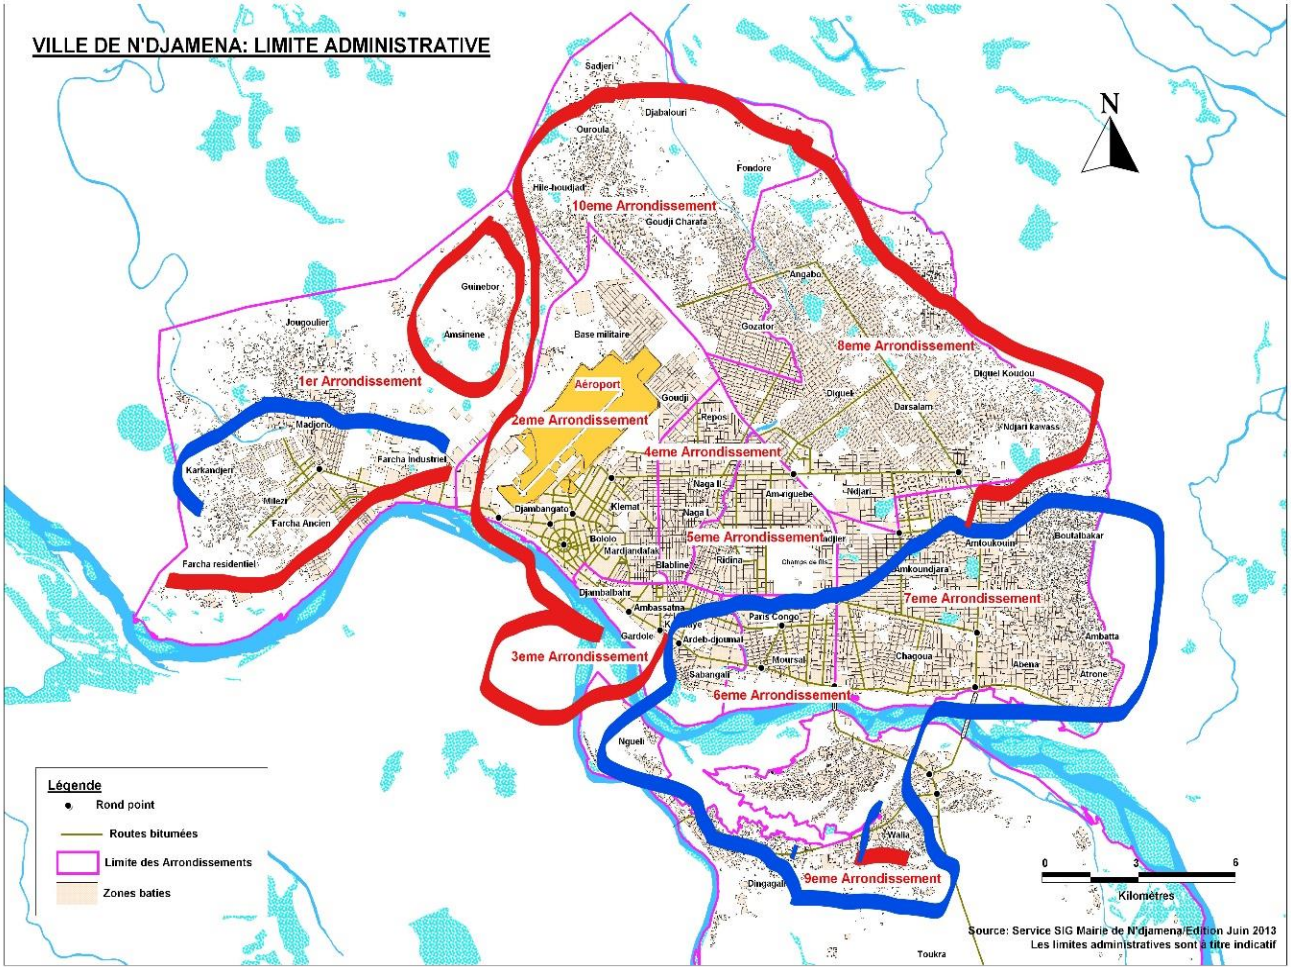 VILLE DE N'DJAMENA: LIMITE ADMINISTRATIVE
N
Sadjeri
Djabalouri
Ouroula
Fondore
Hile-houdjad
10eme Arrondissement
Goudji Charafa
Angabo
Guinebor
Jougoulier
Amsinene
Base militaire
Gozator
8eme Arrondissement
Diguel Koudou
1er Arrondissement
Aéroport
Goudji
Diguel
Darsalam
2eme Arrondissement
Repos
Madjorio
Ndjari kawass
4eme Arrondissement
Farcha Industriel
Karkandjeri
Naga II
Am-riguebe
Ndjari
Milezi
Djambangato
Klemat
Naga I
Farcha Ancien
Bololo
5eme Arrondissement
Amtoukouin
Boutalbakar
Mardjandafak
Farcha residentiel
Blabline
Ridina
Champs de fils
Amkoundjara
Djambalbahr
7eme Arrondissement
Ambassatna
Paris Congo
Gardole
Ardeb-djoumal
Ambatta
3eme Arrondissement
Moursal
Chagoua
Abena
Sabangali
Atrone
6eme Arrondissement
Ngueli
Walia
Dingagali
9eme Arrondissement
Toukra
Légende
Rond point
Routes bitumées
Limite des Arrondissements
Zones baties
0 3 6
Kilomètres
Source: Service SIG Mairie de N'djamena/Edition Juin 2013
Les limites administratives sont à titre indicatif